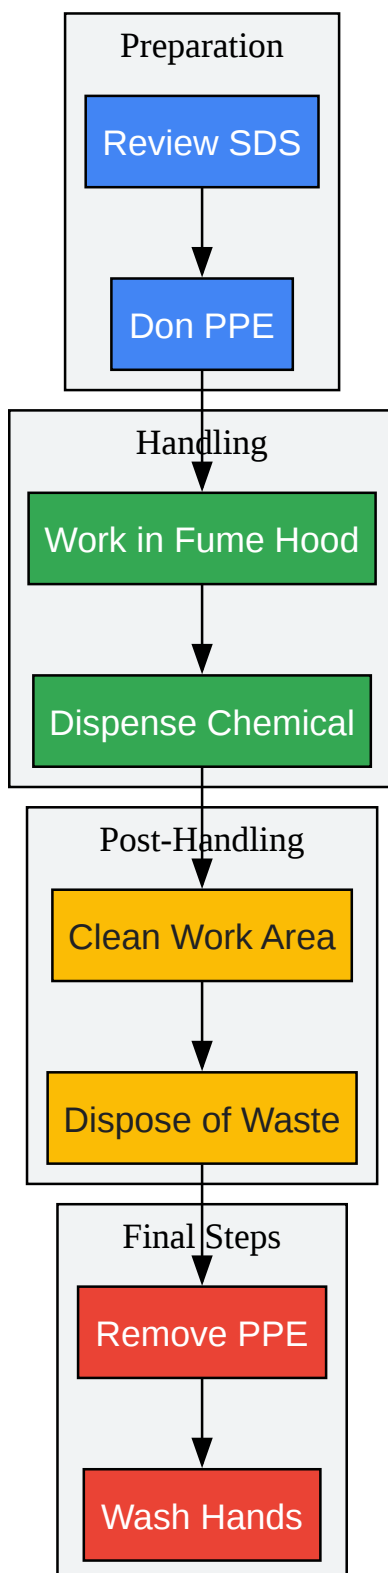 Preparation
Review SDS
Don PPE
Handling
Work in Fume Hood
Dispense Chemical
Post-Handling
Clean Work Area
Dispose of Waste
Final Steps
Remove PPE
Wash Hands